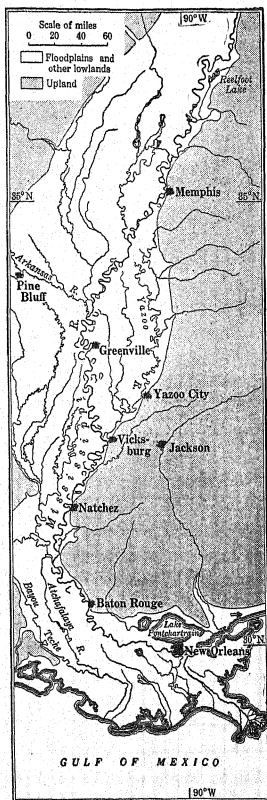 90°W.
Scale of miles
0 20 40 60
Floodplains and
other lowlands
Upland
Reelfoot
Lake
35°N.
Memphis
35°N.
Arkansas R.
Pine
Bluff
Yazoo R.
Greenville
Yazoo City
Mississippi R.
Vicks-
burg
Jackson
Natchez
Atchafalaya R.
Bayou Teche
Baton Rouge
Lake
Pontchartrain
30°N.
New Orleans
GULF OF MEXICO
90°W